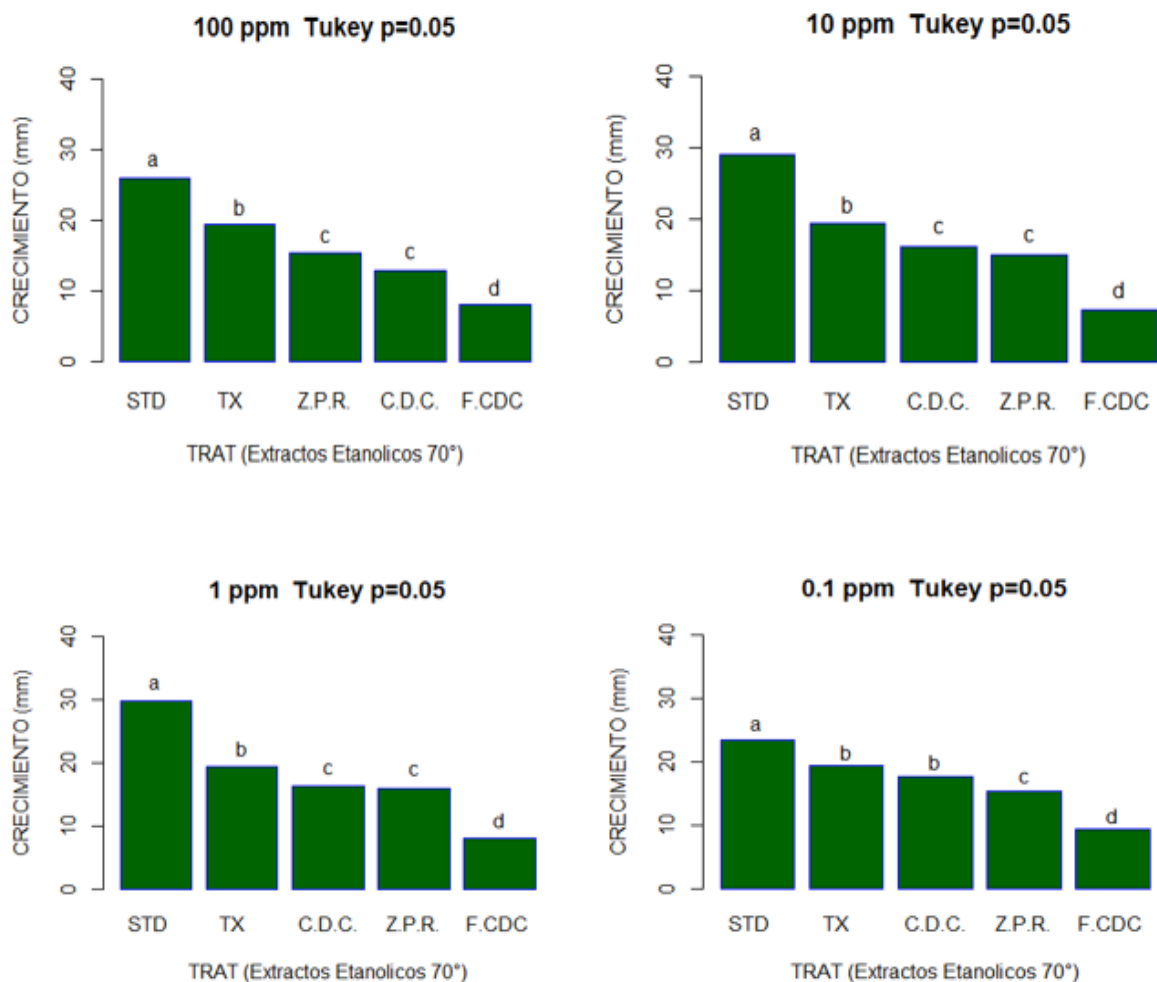 100 ppm  Tukey p=0.05
CRECIMIENTO (mm)
40
30
20
10
0
a
b
c
c
d
STD TX Z.P.R. C.D.C. F.CDC
TRAT (Extractos Etanolicos 70°)
10 ppm  Tukey p=0.05
CRECIMIENTO (mm)
40
30
20
10
0
a
b
c
c
d
STD TX C.D.C. Z.P.R. F.CDC
TRAT (Extractos Etanolicos 70°)
1 ppm  Tukey p=0.05
CRECIMIENTO (mm)
40
30
20
10
0
a
b
c
c
d
STD TX C.D.C. Z.P.R. F.CDC
TRAT (Extractos Etanolicos 70°)
0.1 ppm  Tukey p=0.05
CRECIMIENTO (mm)
40
30
20
10
0
a
b
b
c
d
STD TX C.D.C. Z.P.R. F.CDC
TRAT (Extractos Etanolicos 70°)